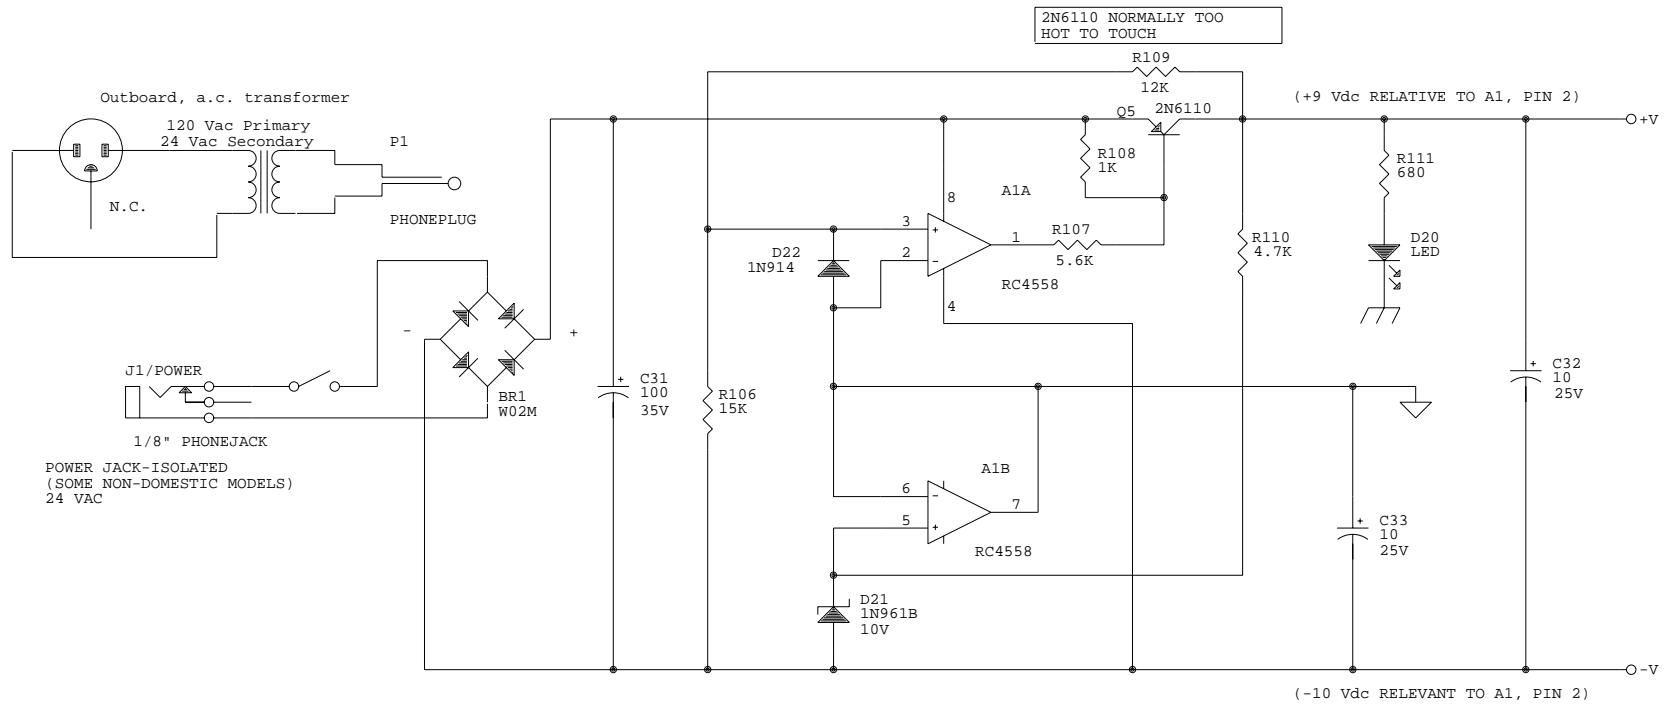 2N6110 NORMALLY TOO
HOT TO TOUCH
R109
12K
Outboard, a.c. transformer
120 Vac Primary
24 Vac Secondary
P1
N.C.
PHONEPLUG
Q5
2N6110
(+9 Vdc RELATIVE TO A1, PIN 2)
+V
R108
1K
R111
680
A1A
8
3
+
2
-
1
R107
5.6K
D22
1N914
RC4558
4
R110
4.7K
D20
LED
-
+
J1/POWER
BR1
W02M
1/8" PHONEJACK
POWER JACK-ISOLATED
(SOME NON-DOMESTIC MODELS)
24 VAC
+
C31
100
35V
R106
15K
+
C32
10
25V
A1B
6
-
5
+
7
RC4558
+
C33
10
25V
D21
1N961B
10V
-V
(-10 Vdc RELEVANT TO A1, PIN 2)